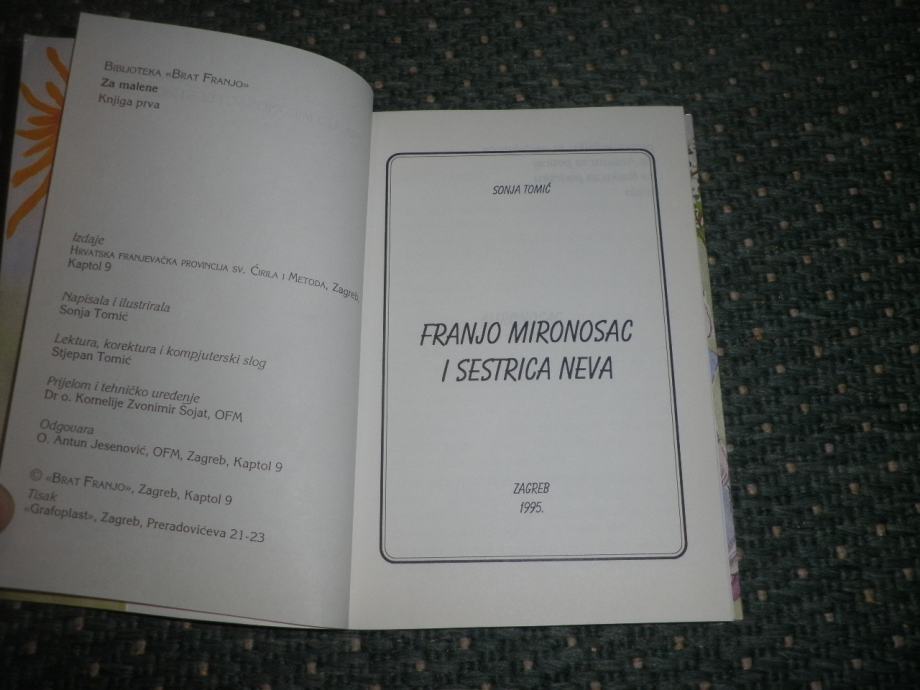 BIBLIOTEKA «BRAT FRANJO»
Za malene
Knjiga prva
Izdaje
HRVATSKA FRANJEVAČKA PROVINCIJA SV. ĆIRILA I METODA, Zagreb,
Kaptol 9
Napisala i ilustrirala
Sonja Tomić
Lektura, korektura i kompjuterski slog
Stjepan Tomić
Prijelom i tehničko uređenje
Dr o. Kornelije Zvonimir Šojat, OFM
Odgovara
O. Antun Jesenović, OFM, Zagreb, Kaptol 9
© «BRAT FRANJO», Zagreb, Kaptol 9
Tisak
«Grafoplast», Zagreb, Preradovićeva 21-23
SONJA TOMIĆ
FRANJO MIRONOSAC
I SESTRICA NEVA
ZAGREB
1995.